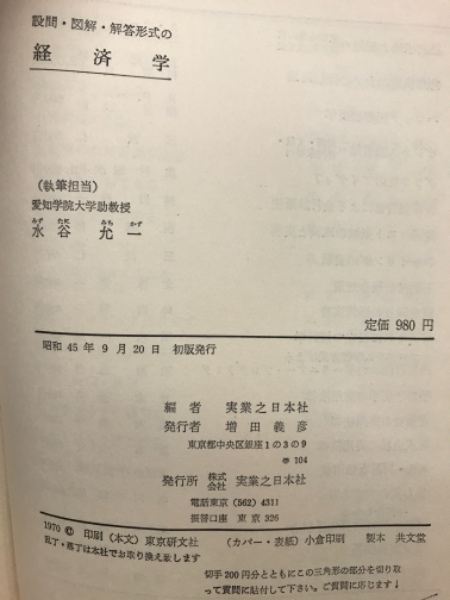 設問・図解・解答形式の
経済学
(執筆担当)
愛知学院大学助教授
みず たに みち かず
水谷 允一
定価 980 円
昭和 45 年 9 月 20 日 初版発行
編者 実業之日本社
発行者 増田義彦
東京都中央区銀座1の3の9
〠 104
発行所 株式会社 実業之日本社
電話東京 (562) 4311
振替口座 東京 326
1970 © 印刷(本文)東京研文社 (カバー・表紙)小倉印刷 製本 共文堂
乱丁・落丁は本社でお取り換え致します
切手200円分とともにこの三角形の部分を切り取
って質問に貼付して下さい。ご質問に応じます↓